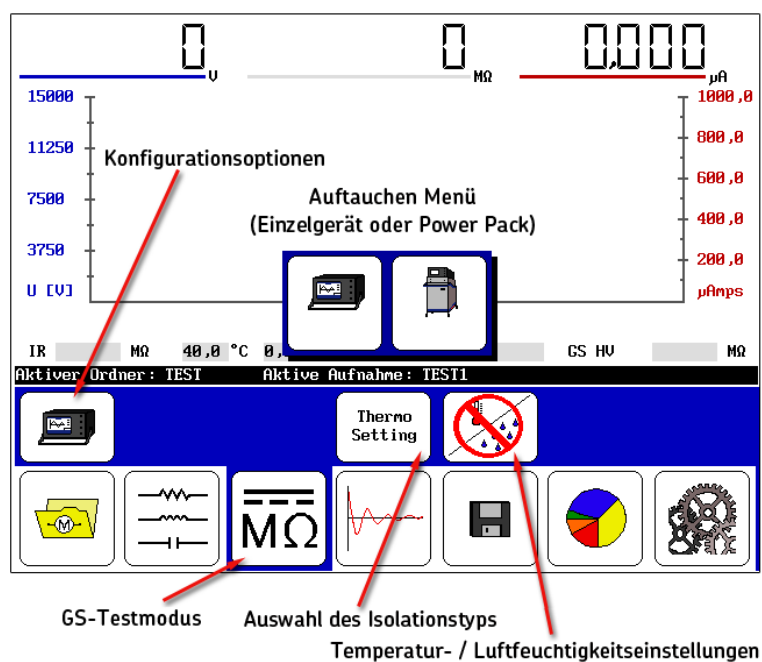 0 V 0 MΩ 0,000 µA
15000 1000,0
800,0
11250
Konfigurationsoptionen
600,0
7500 Auftauchen Menü
400,0
(Einzelgerät oder Power Pack)
3750
200,0
U [V] µAmps
IR MΩ 40,0 °C 0, GS HV MΩ
Aktiver Ordner: TEST Aktive Aufnahme: TEST1
Thermo
Setting
M
MΩ
GS-Testmodus Auswahl des Isolationstyps
Temperatur- / Luftfeuchtigkeitseinstellungen